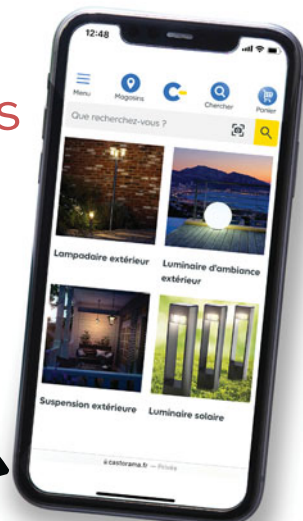 s
12:48
Menu
Magasins
C
Chercher
Panier
Que recherchez-vous ?
Lampadaire extérieur
Luminaire d'ambiance
extérieur
Suspension extérieure
Luminaire solaire
castorama.fr — Privée